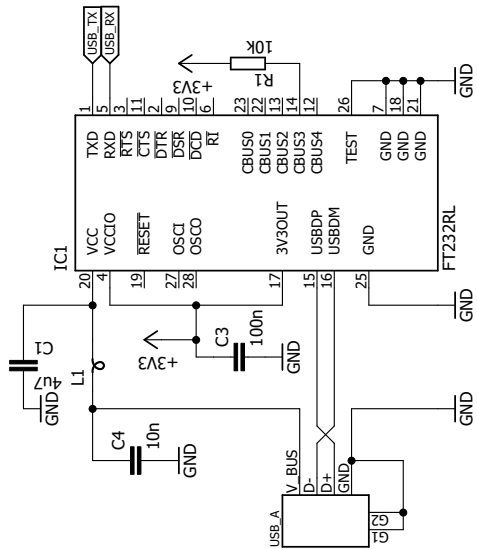 USB_TX
USB_RX
+3V3
10k
R1
GND
1
5
3
11
2
9
10
6
23
22
13
14
12
26
7
18
21
TXD
RXD
RTS
CTS
DTR
DSR
DCD
RI
CBUS0
CBUS1
CBUS2
CBUS3
CBUS4
TEST
GND
GND
GND
IC1
VCC
VCCIO
RESET
OSCI
OSCO
3V3OUT
USBDP
USBDM
GND
FT232RL
20
4
19
27
28
17
15
16
25
C1
4u7
GND
L1
+3V3
C3
100n
GND
GND
C4
10n
GND
GND
V_BUS
D-
D+
GND
USB_A
G1
G2